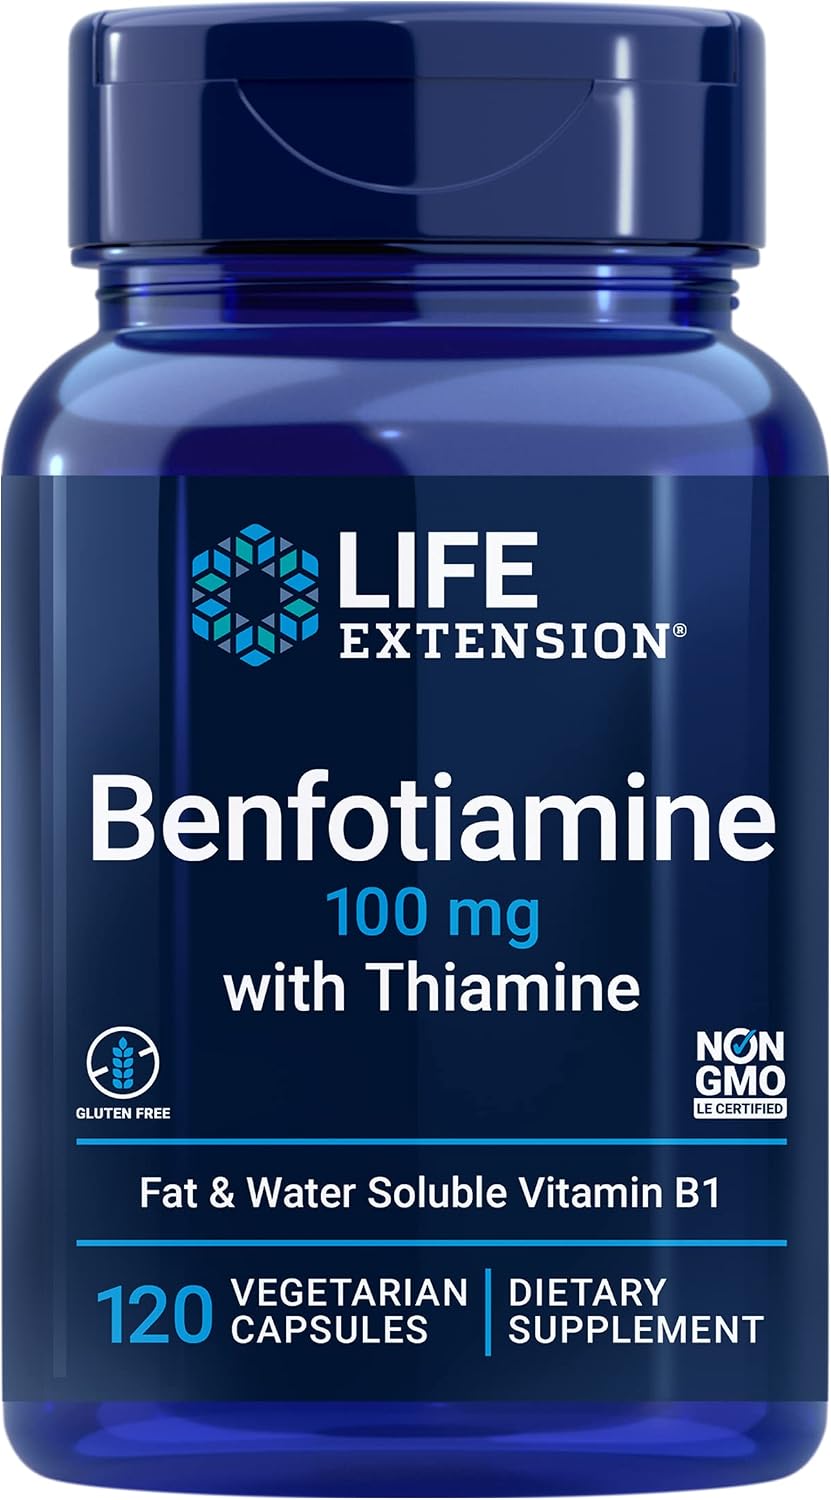 LIFE
EXTENSION®
Benfotiamine
100 mg
with Thiamine
GLUTEN FREE
NON
GMO
LE CERTIFIED
Fat & Water Soluble Vitamin B1
120 VEGETARIAN CAPSULES
DIETARY SUPPLEMENT